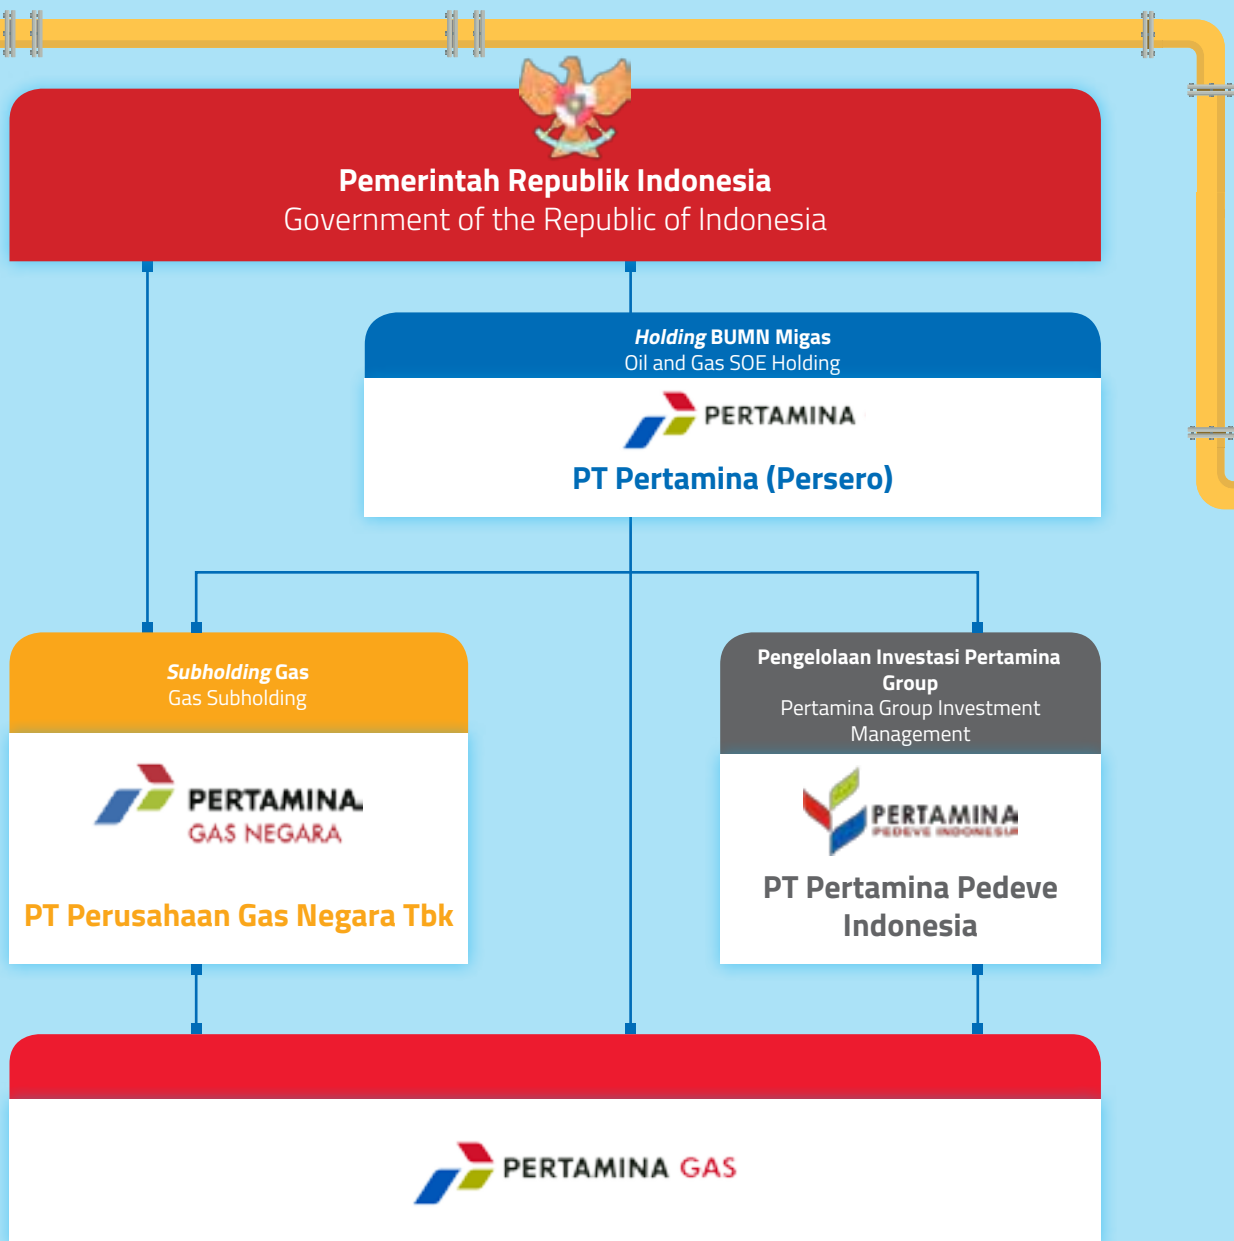 Pemerintah Republik Indonesia
Government of the Republic of Indonesia
Holding BUMN Migas
Oil and Gas SOE Holding
PERTAMINA
PT Pertamina (Persero)
Subholding Gas
Gas Subholding
PERTAMINA
GAS NEGARA
PT Perusahaan Gas Negara Tbk
Pengelolaan Investasi Pertamina
Group
Pertamina Group Investment
Management
PERTAMINA
PEDEVE INDONESIA
PT Pertamina Pedeve
Indonesia
PERTAMINA GAS